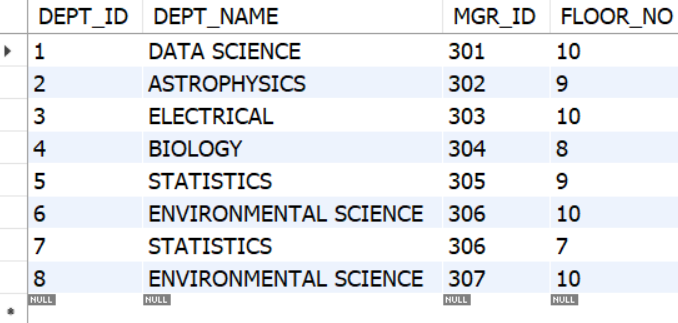 DEPT_ID DEPT_NAME MGR_ID FLOOR_NO
1 DATA SCIENCE 301 10
2 ASTROPHYSICS 302 9
3 ELECTRICAL 303 10
4 BIOLOGY 304 8
5 STATISTICS 305 9
6 ENVIRONMENTAL SCIENCE 306 10
7 STATISTICS 306 7
8 ENVIRONMENTAL SCIENCE 307 10
NULL NULL NULL NULL